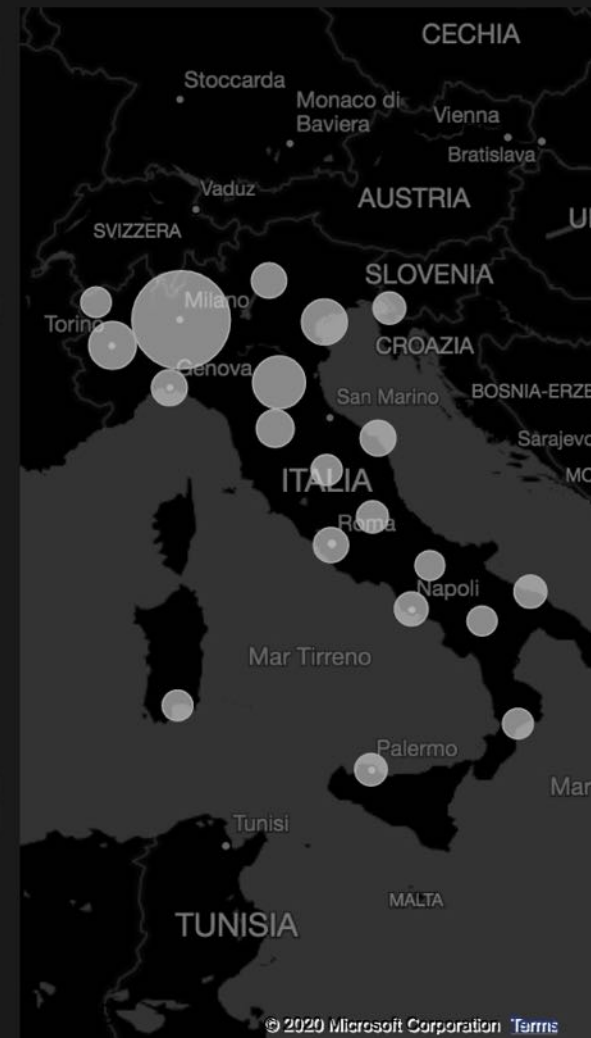 CECHIA
Stoccarda
Monaco di
Baviera
Vienna
Bratislava
Vaduz
AUSTRIA
SVIZZERA
SLOVENIA
Milano
Torino
CROAZIA
Genova
San Marino
BOSNIA-ERZE
Sarajevo
ITALIA
Roma
Napoli
Mar Tirreno
Palermo
Mar
Tunisi
MALTA
TUNISIA
© 2020 Microsoft Corporation Terms